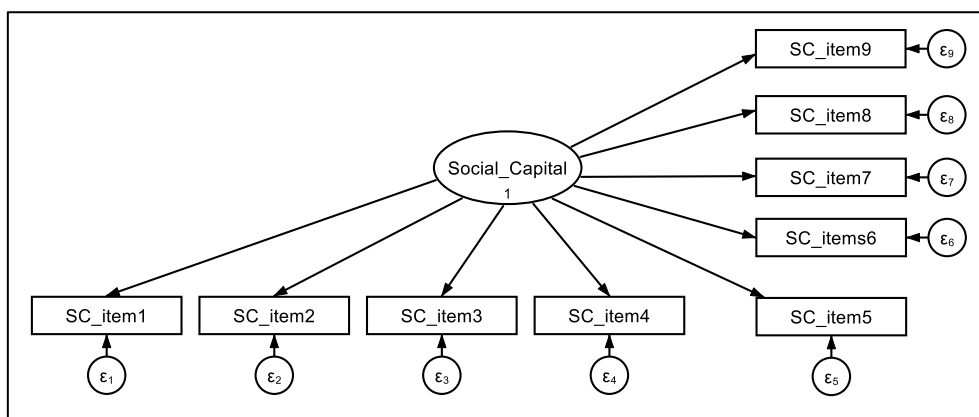 SC_item9 ε9
SC_item8 ε8
Social_Capital
1
SC_item7 ε7
SC_items6 ε6
SC_item1 SC_item2 SC_item3 SC_item4 SC_item5
ε1 ε2 ε3 ε4 ε5